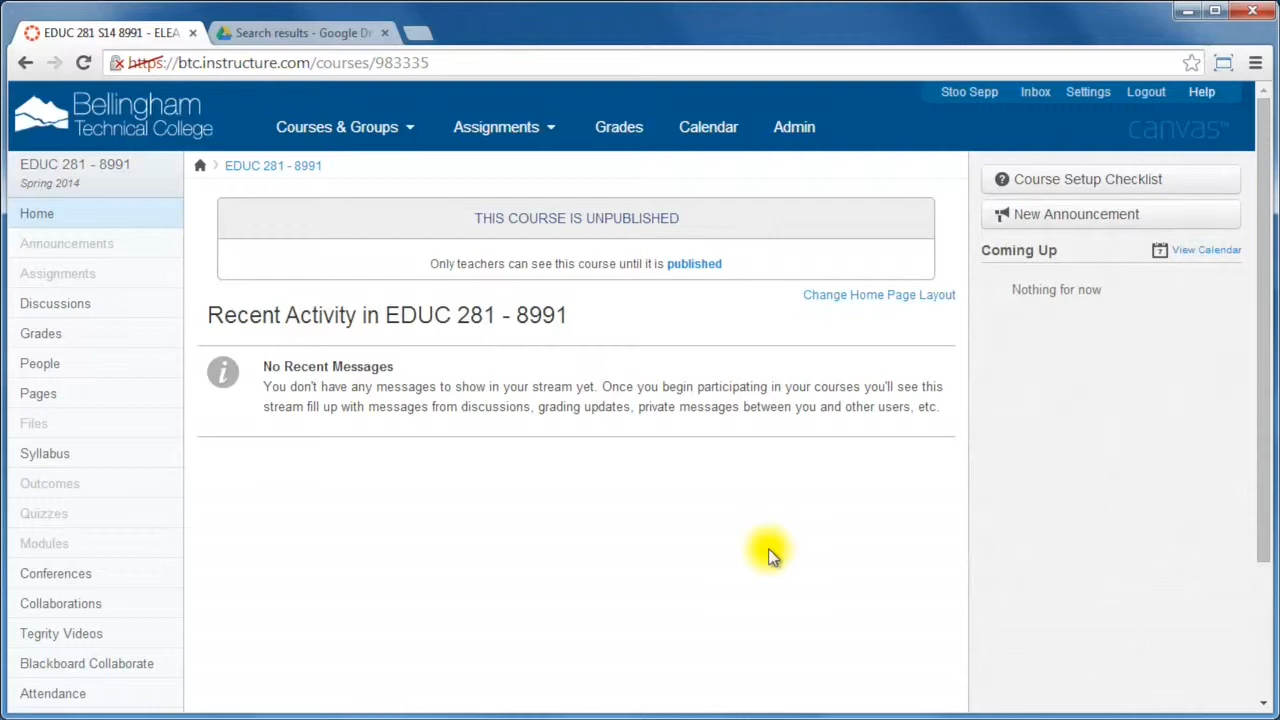 EDUC 281 S14 8991 - ELEA
Search results - Google Dr
https://btc.instructure.com/courses/983335
Bellingham
Technical College
Stoo Sepp Inbox Settings Logout Help
Courses & Groups Assignments Grades Calendar Admin
canvas™
EDUC 281 - 8991
Spring 2014
Home
Announcements
Assignments
Discussions
Grades
People
Pages
Files
Syllabus
Outcomes
Quizzes
Modules
Conferences
Collaborations
Tegrity Videos
Blackboard Collaborate
Attendance
EDUC 281 - 8991
THIS COURSE IS UNPUBLISHED
Only teachers can see this course until it is published
Change Home Page Layout
Recent Activity in EDUC 281 - 8991
No Recent Messages
You don't have any messages to show in your stream yet. Once you begin participating in your courses you'll see this
stream fill up with messages from discussions, grading updates, private messages between you and other users, etc.
Course Setup Checklist
New Announcement
Coming Up
7 View Calendar
Nothing for now